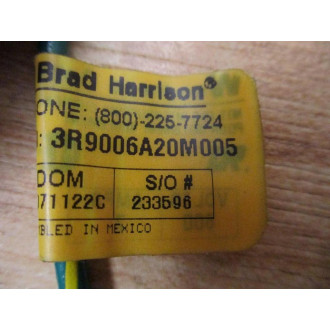 Brad Harrison®
ONE: (800)-225-7724
: 3R9006A20M005
DOM S/O #
71122C 233596
BLED IN MEXICO